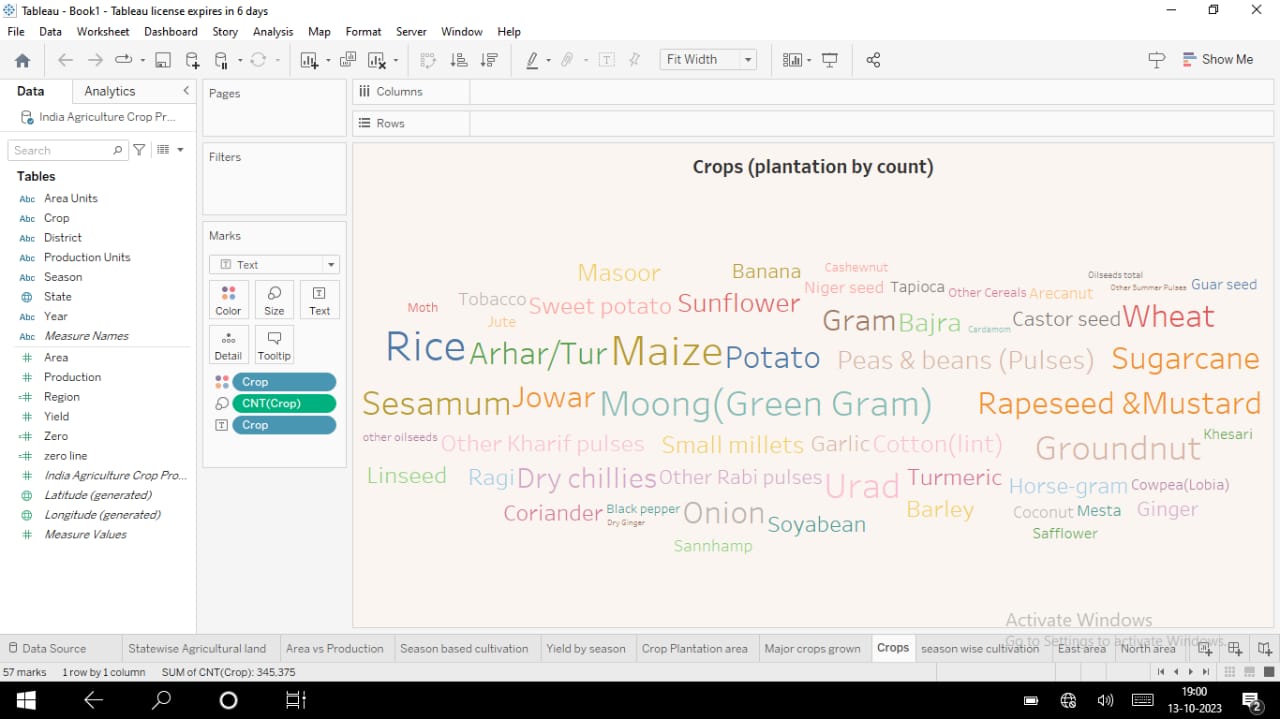 Tableau - Book1 - Tableau license expires in 6 days
File Data Worksheet Dashboard Story Analysis Map Format Server Window Help
Fit Width
Show Me
Data Analytics
India Agriculture Crop Pr...
Search
Tables
Abc Area Units
Abc Crop
Abc District
Abc Production Units
Abc Season
State
Abc Year
Abc Measure Names
Area
Production
Region
Yield
Zero
zero line
India Agriculture Crop Pro...
Latitude (generated)
Longitude (generated)
Measure Values
Pages
Filters
Marks
Text
Color Size Text
Detail Tooltip
Crop
CNT(Crop)
Crop
Columns
Rows
Crops (plantation by count)
Masoor Banana Cashewnut Oilseeds total
Moth Tobacco Sweet potato Sunflower Niger seed Tapioca Other Cereals Arecanut Other Summer Pulses Guar seed
Jute Gram Bajra Cardamom Castor seed Wheat
Rice Arhar/Tur Maize Potato Peas & beans (Pulses) Sugarcane
Sesamum Jowar Moong(Green Gram) Rapeseed &Mustard
other oilseeds Other Kharif pulses Small millets Garlic Cotton(lint) Groundnut Khesari
Linseed Ragi Dry chillies Other Rabi pulses Urad Turmeric Horse-gram Cowpea(Lobia)
Coriander Black pepper Dry Ginger Onion Soyabean Barley Coconut Mesta Ginger
Sannhamp Safflower
Activate Windows
Go to Settings to activate Windows.
Data Source Statewise Agricultural land Area vs Production Season based cultivation Yield by season Crop Plantation area Major crops grown Crops season wise cultivation East area North area
57 marks 1 row by 1 column SUM of CNT(Crop): 345,375
19:00
13-10-2023
2